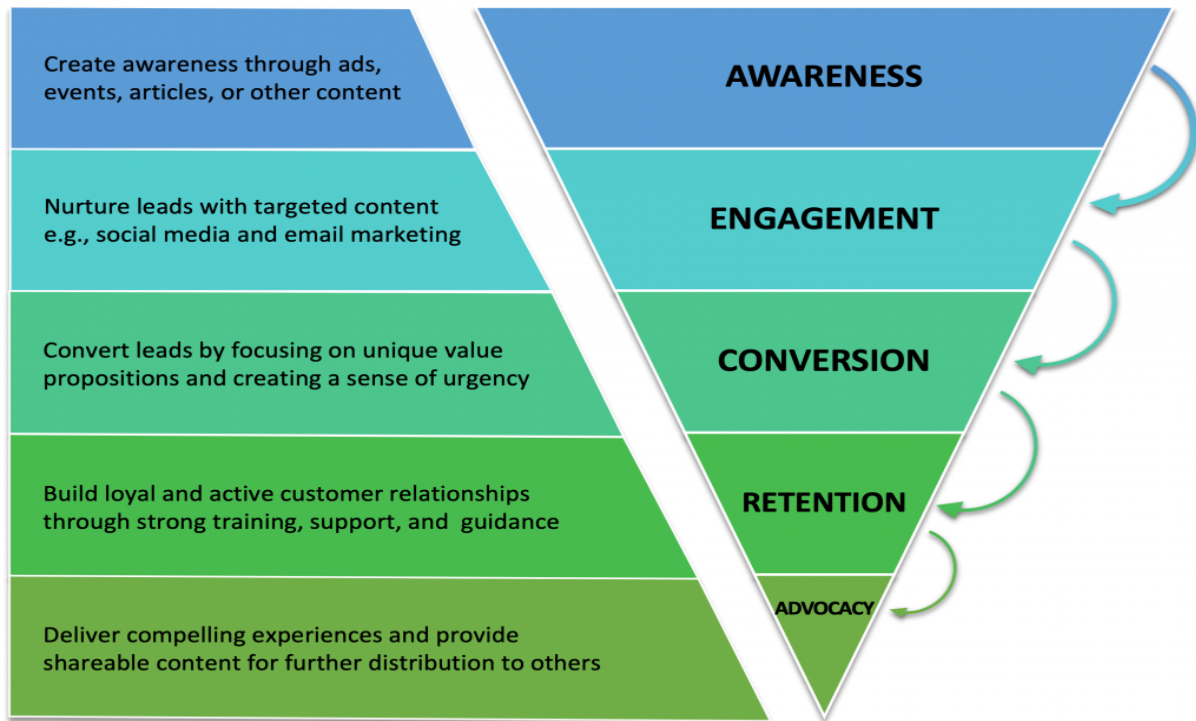 Create awareness through ads,
events, articles, or other content
AWARENESS
Nurture leads with targeted content
e.g., social media and email marketing
ENGAGEMENT
Convert leads by focusing on unique value
propositions and creating a sense of urgency
CONVERSION
Build loyal and active customer relationships
through strong training, support, and guidance
RETENTION
Deliver compelling experiences and provide
shareable content for further distribution to others
ADVOCACY